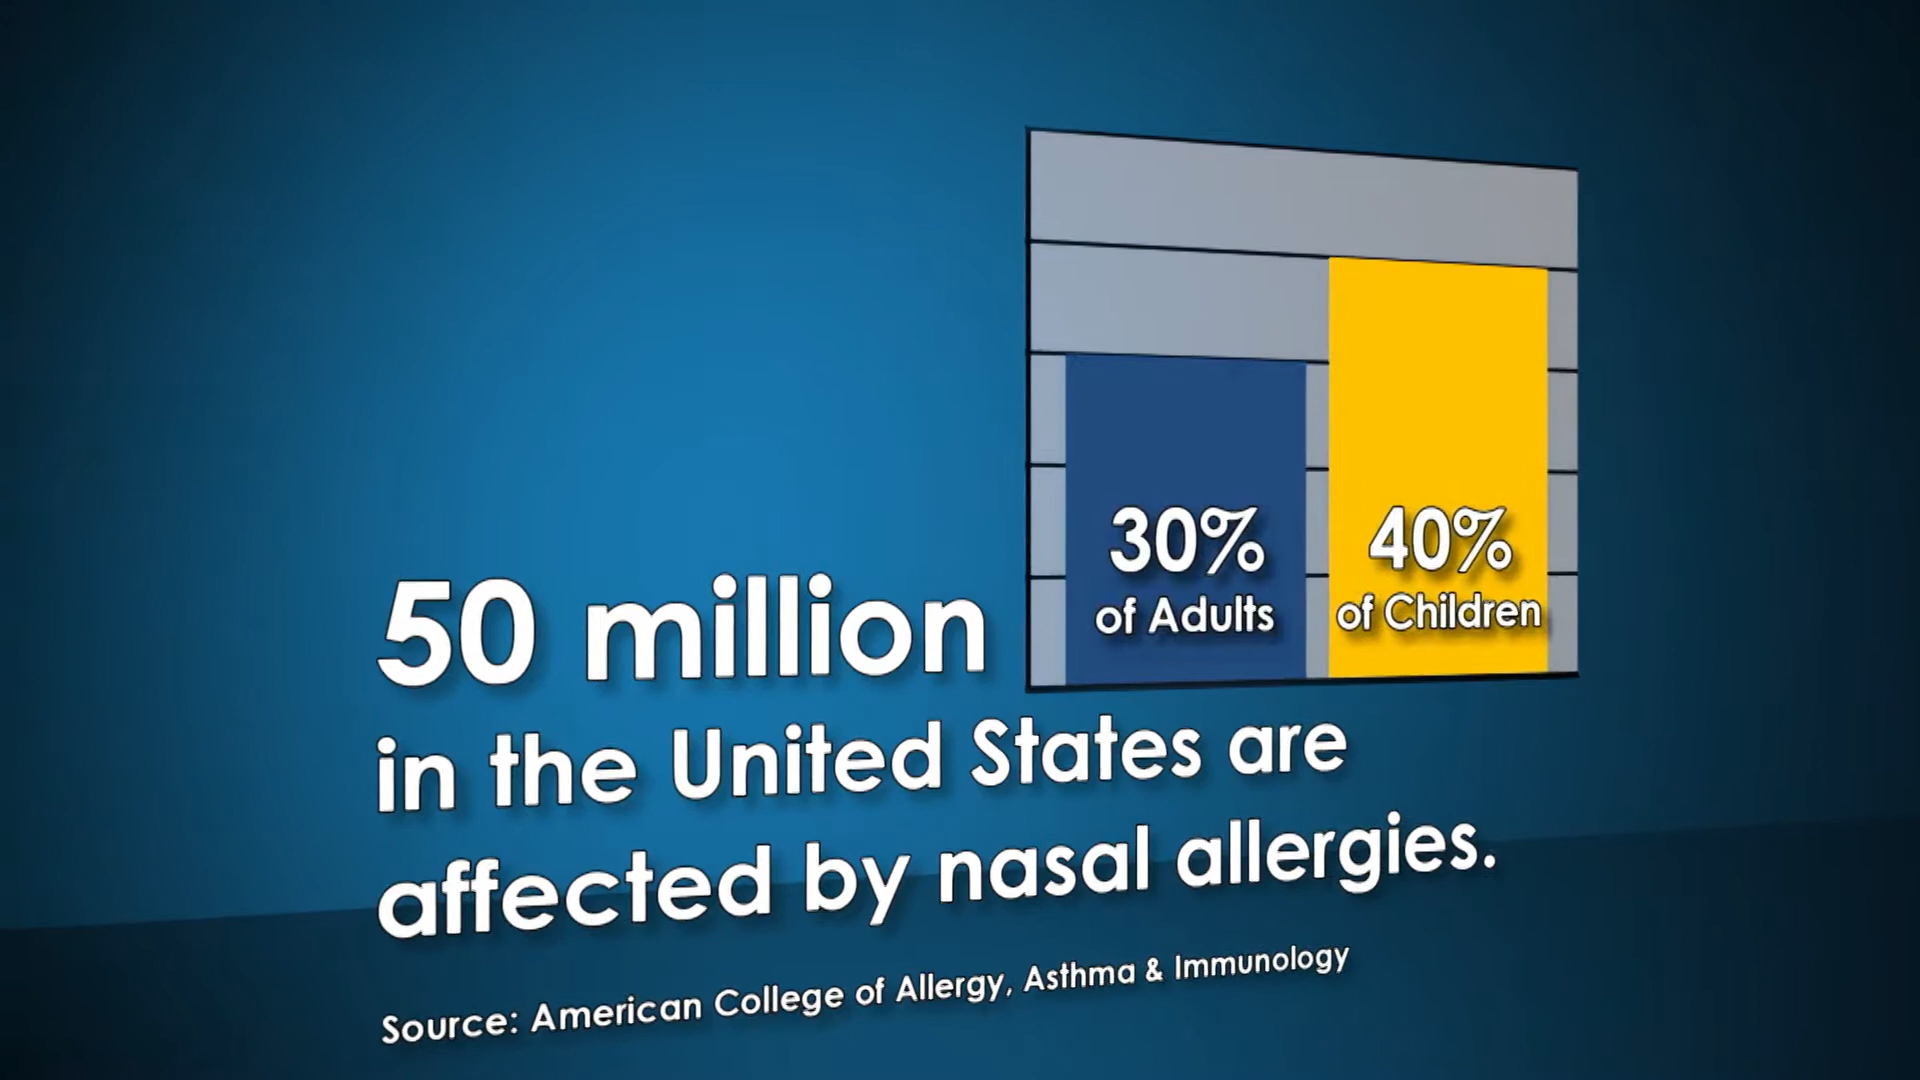 30%
of Adults
40%
of Children
50 million
in the United States are
affected by nasal allergies.
Source: American College of Allergy, Asthma & Immunology